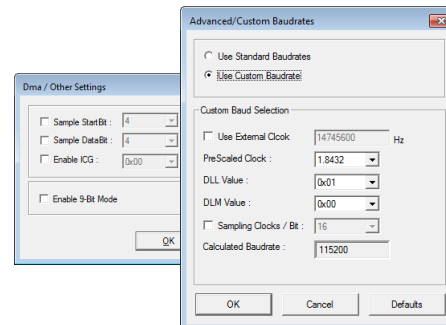 Dma / Other Settings
Sample StartBit : 4
Sample DataBit : 4
Enable ICG : 0x00
Enable 9-Bit Mode
OK
Advanced/Custom Baudrates
Use Standard Baudrates
Use Custom Baudrate
Custom Baud Selection
Use External Clcok 14745600 Hz
PreScaled Clock : 1.8432
DLL Value : 0x01
DLM Value : 0x00
Sampling Clocks / Bit : 16
Calculated Baudrate : 115200
OK Cancel Defaults